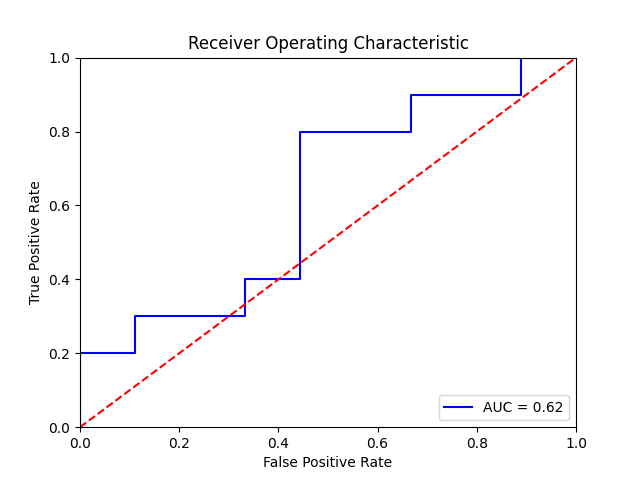 Receiver Operating Characteristic
1.0
0.8
0.6
0.4
0.2
0.0
True Positive Rate
AUC = 0.62
0.0 0.2 0.4 0.6 0.8 1.0
False Positive Rate